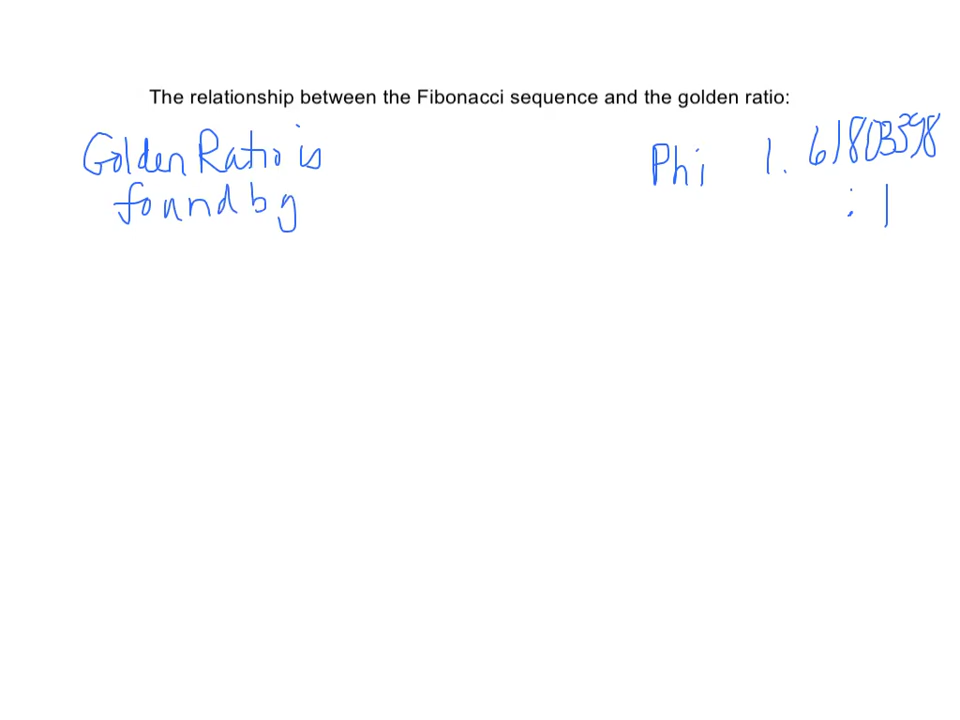 The relationship between the Fibonacci sequence and the golden ratio:
Golden Ratio is
found by
Phi 1.61803398
: 1